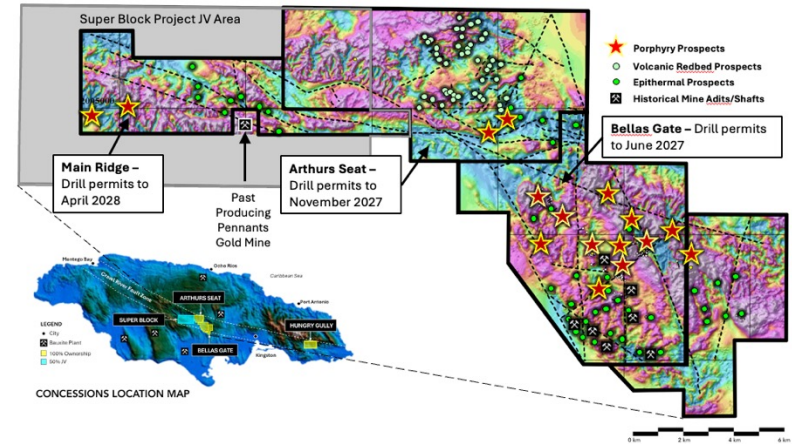 Super Block Project JV Area
Porphyry Prospects
Volcanic Redbed Prospects
Epithermal Prospects
Historical Mine Adits/Shafts
Bellas Gate – Drill permits
to June 2027
Main Ridge –
Drill permits to
April 2028
Past
Producing
Pennants
Gold Mine
Arthurs Seat –
Drill permits to
November 2027
Montego Bay
Great River Fault Zone
Ocho Rios
Caribbean Sea
Port Antonio
ARTHURS SEAT
SUPER BLOCK
HUNGRY GULLY
BELLAS GATE
Kingston
LEGEND
City
Bauxite Plant
100% Ownership
50% JV
CONCESSIONS LOCATION MAP
0 km 2 km 4 km 6 km